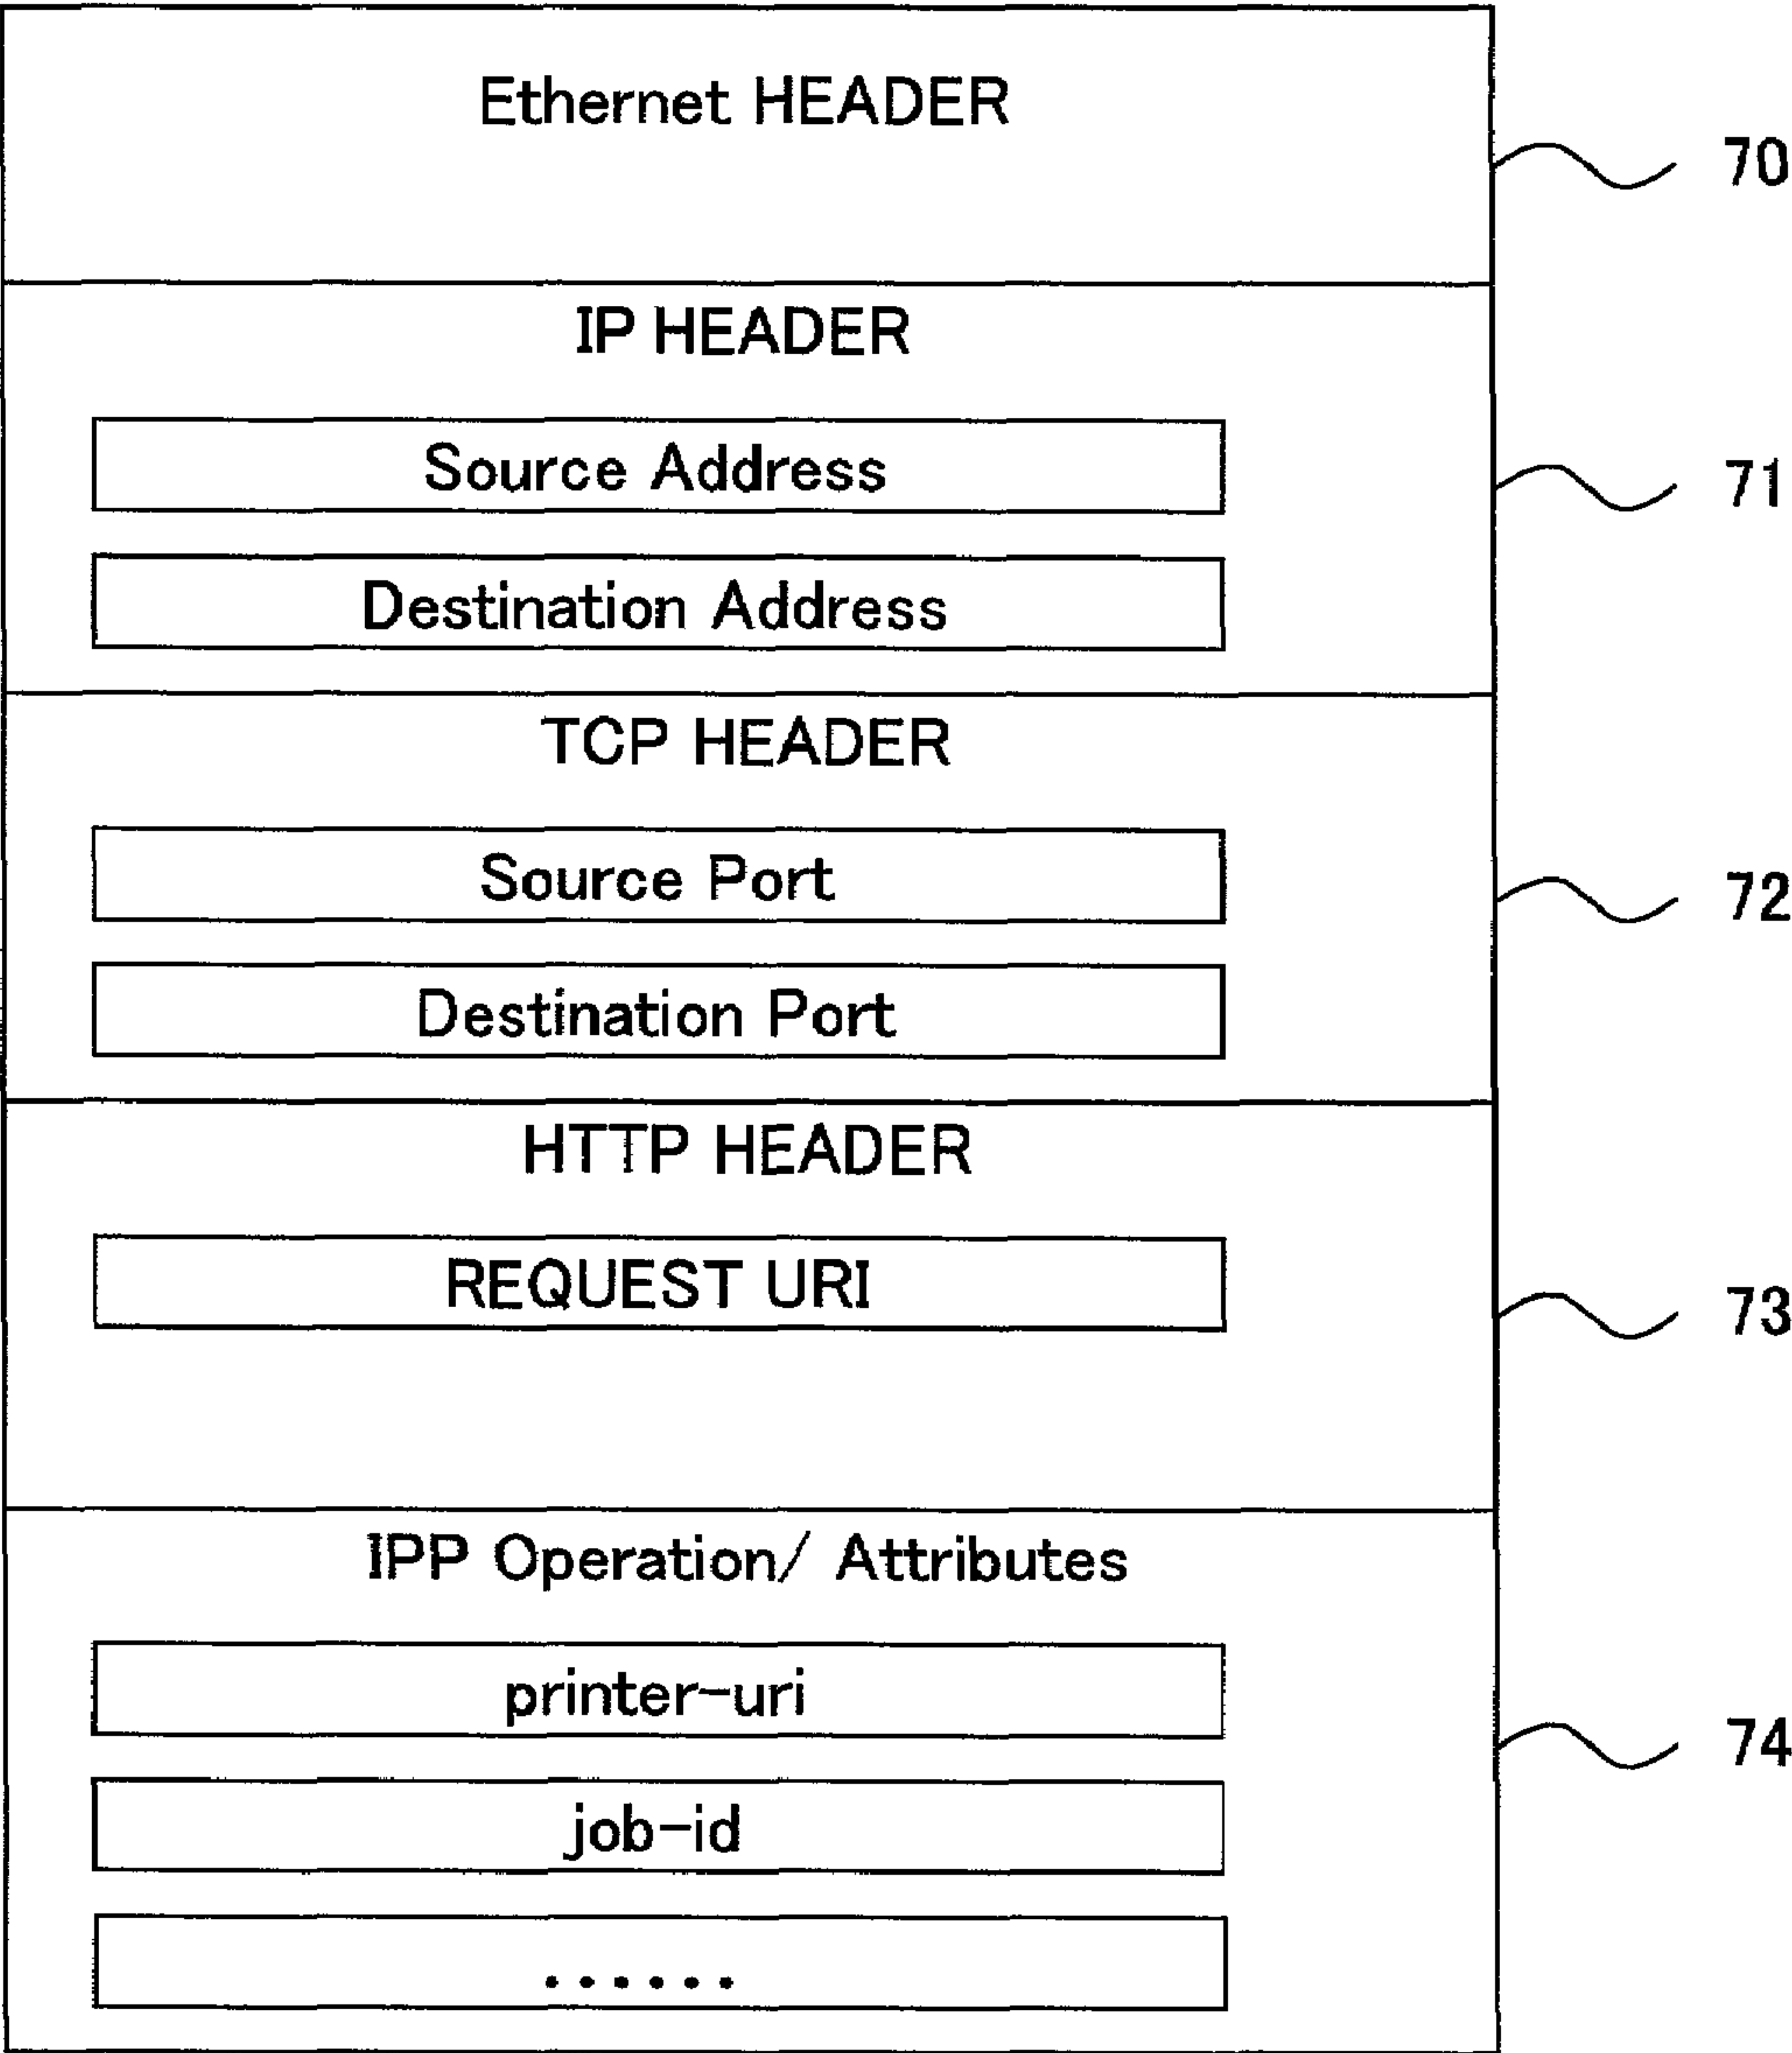 Ethernet HEADER
70
IP HEADER
Source Address
71
Destination Address
TCP HEADER
Source Port
72
Destination Port
HTTP HEADER
REQUEST URI
73
IPP Operation/ Attributes
printer-uri
74
job-id
......